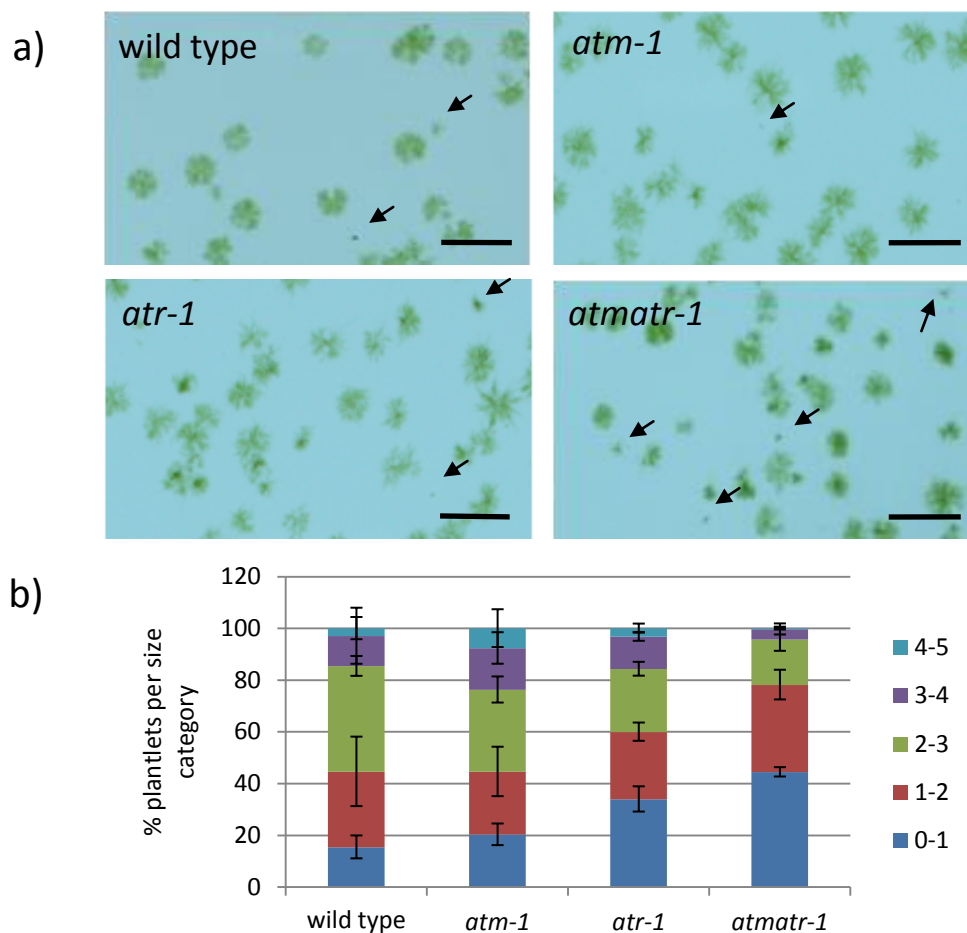 a)
wild type
atm-1
atr-1
atmatr-1
b)
120
100
80
60
40
20
0
% plantlets per size
category
wild type
atm-1
atr-1
atmatr-1
4-5
3-4
2-3
1-2
0-1